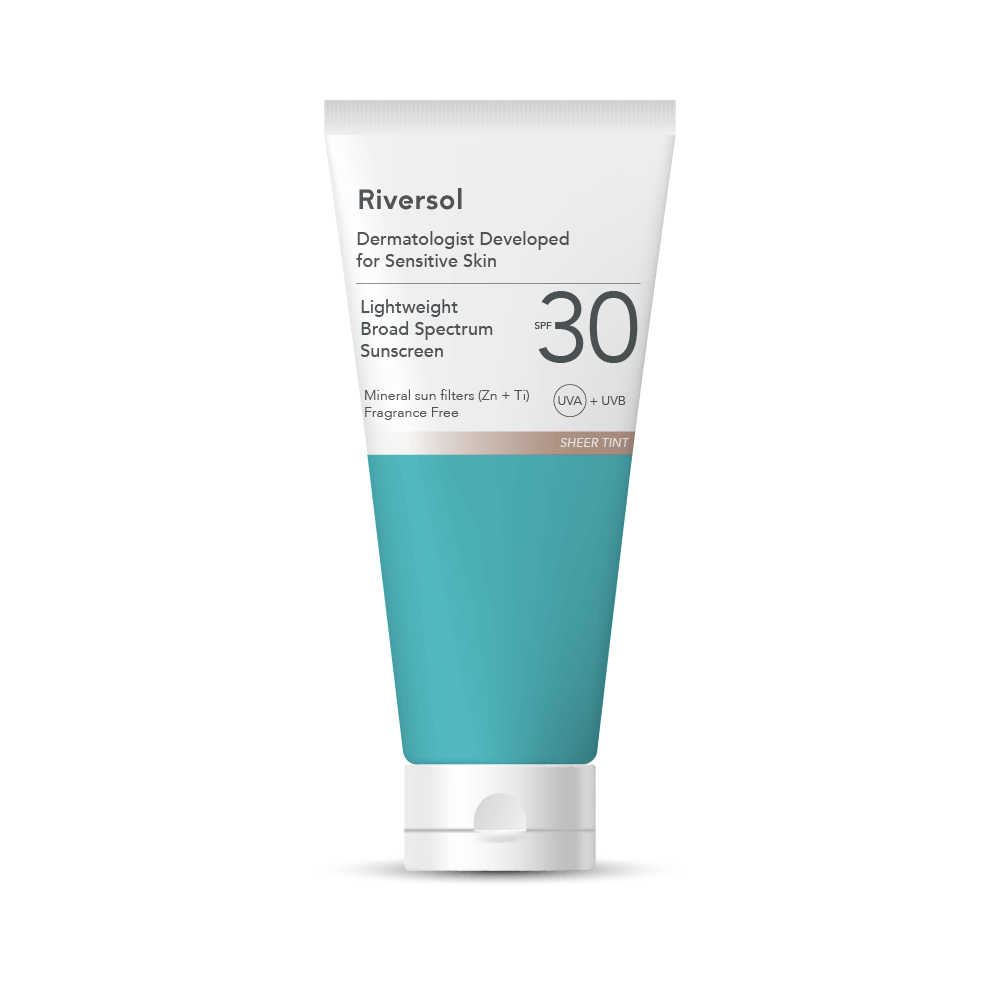 Riversol
Dermatologist Developed
for Sensitive Skin
Lightweight
Broad Spectrum
Sunscreen
SPF 30
Mineral sun filters (Zn + Ti)
Fragrance Free
UVA + UVB
SHEER TINT